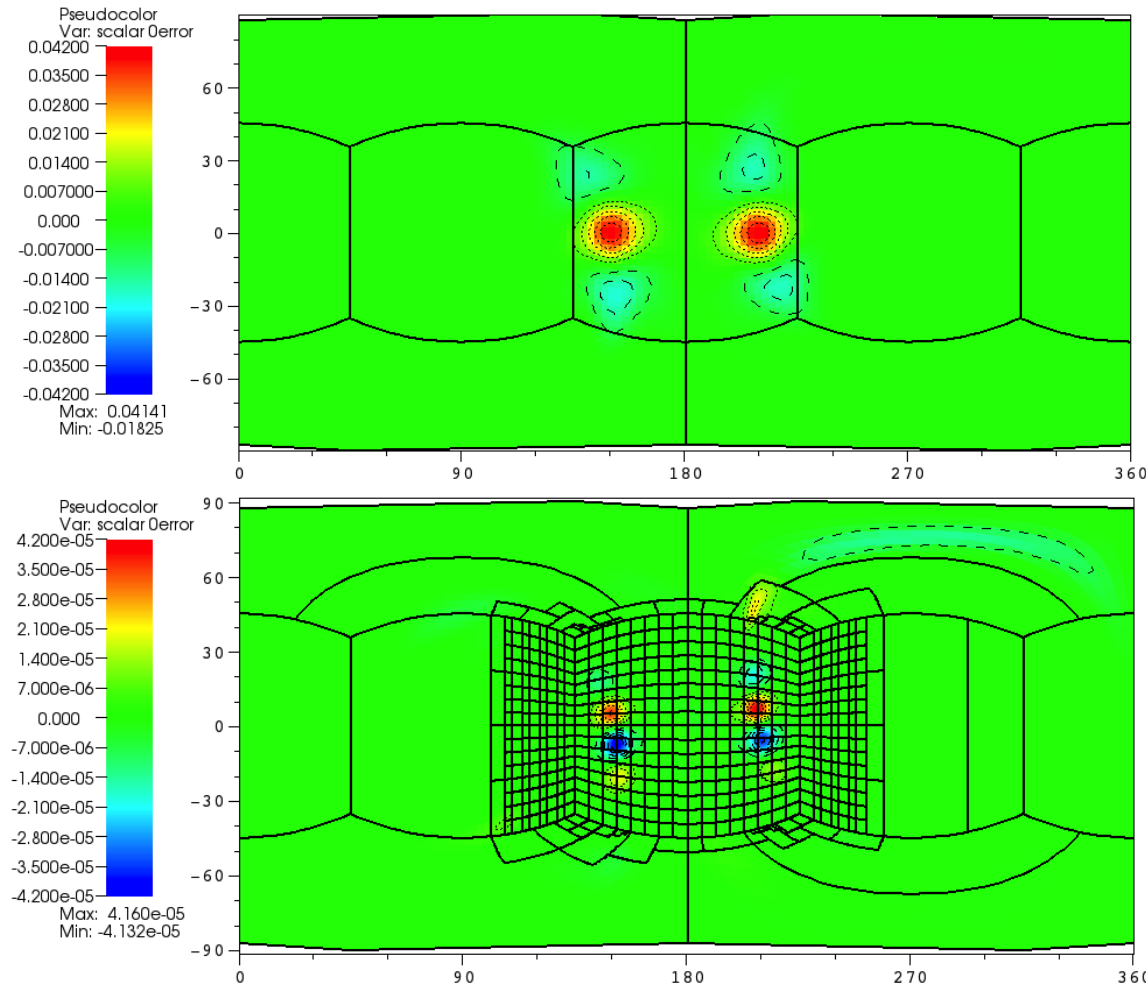 Pseudocolor
Var: scalar 0error
0.04200
0.03500
0.02800
0.02100
0.01400
0.007000
0.000
-0.007000
-0.01400
-0.02100
-0.02800
-0.03500
-0.04200
Max: 0.04141
Min: -0.01825
60
30
0
-30
-60
0 90 180 270 360
Pseudocolor
Var: scalar 0error
4.200e-05
3.500e-05
2.800e-05
2.100e-05
1.400e-05
7.000e-06
0.000
-7.000e-06
-1.400e-05
-2.100e-05
-2.800e-05
-3.500e-05
-4.200e-05
Max: 4.160e-05
Min: -4.132e-05
90
60
30
0
-30
-60
-90
0 90 180 270 360